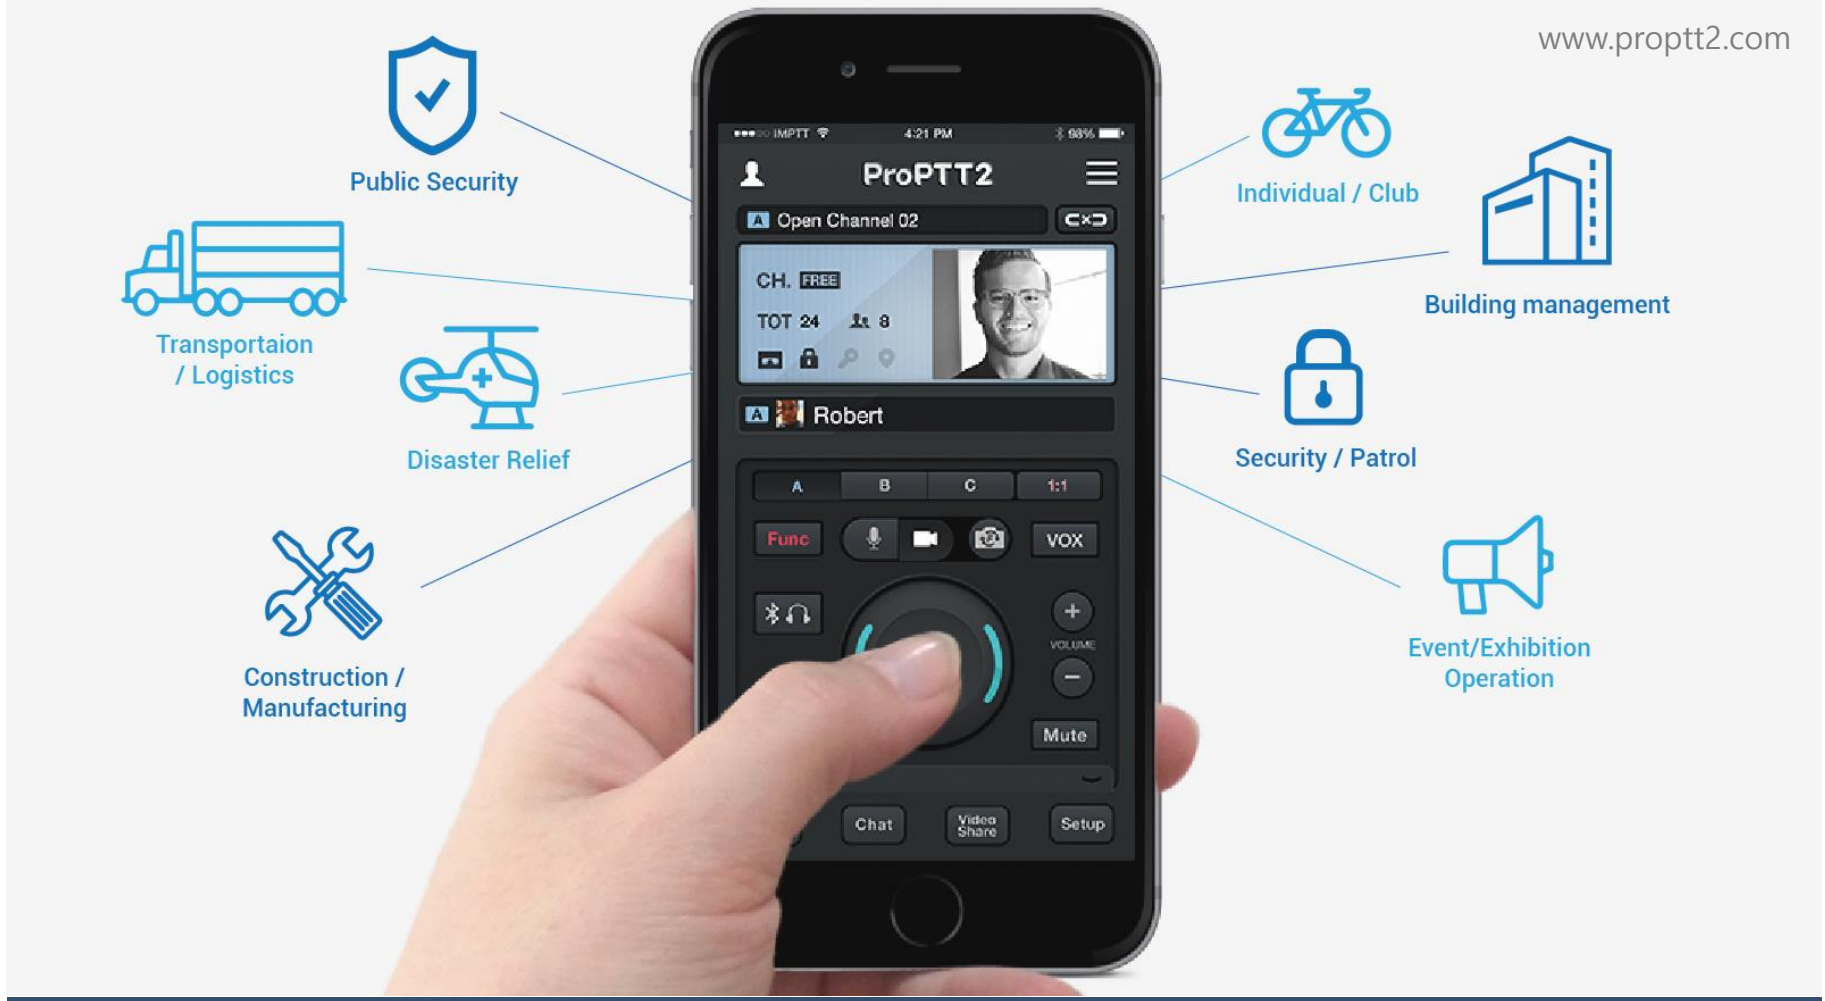 www.proptt2.com
Public Security
Transportaion
/ Logistics
Disaster Relief
Construction /
Manufacturing
IMPTT
4:21 PM
98%
ProPTT2
A Open Channel 02
CH. FREE
TOT 24 8
A Robert
A B C 1:1
Func
VOX
+
VOLUME
-
Mute
Chat
Video
Share
Setup
Individual / Club
Building management
Security / Patrol
Event/Exhibition
Operation